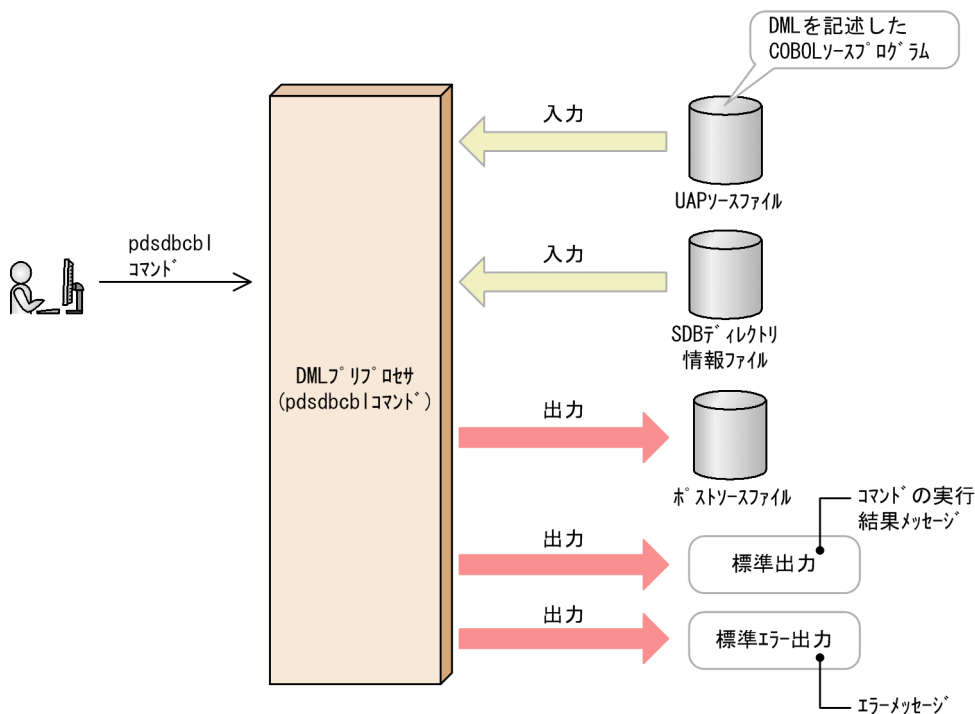 DMLを記述した
COBOLｿｰｽﾌﾟﾛｸﾞﾗﾑ
入力
UAPｿｰｽﾌｧｲﾙ
pdsdbcbl
ｺﾏﾝﾄﾞ
入力
SDBﾃﾞｨﾚｸﾄﾘ
情報ﾌｧｲﾙ
DMLﾌﾟﾘﾌﾟﾛｾｻ
(pdsdbcblｺﾏﾝﾄﾞ)
出力
ﾎﾟｽﾄｿｰｽﾌｧｲﾙ
ｺﾏﾝﾄﾞの実行
結果ﾒｯｾｰｼﾞ
出力
標準出力
出力
標準ｴﾗｰ出力
ｴﾗｰﾒｯｾｰｼﾞ